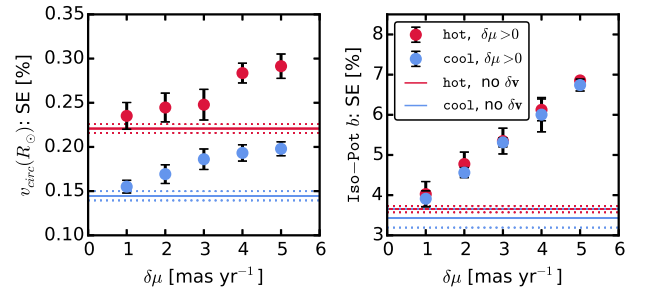 0.35
0.30
0.25
0.20
0.15
0.10
v_circ(R_⊙): SE [%]
0 1 2 3 4 5 6
δμ [mas yr⁻¹]
8
7
6
5
4
3
Iso−Pot b: SE [%]
hot, δμ>0
cool, δμ>0
hot, no δv
cool, no δv
0 1 2 3 4 5 6
δμ [mas yr⁻¹]